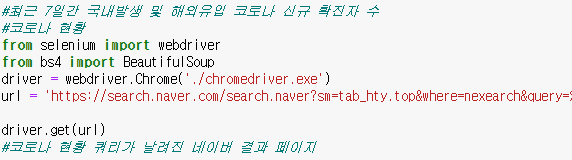 #최근 7일간 국내발생 및 해외유입 코로나 신규 확진자 수
#코로나 현황
from selenium import webdriver
from bs4 import BeautifulSoup
driver = webdriver.Chrome('./chromedriver.exe')
url = 'https://search.naver.com/search.naver?sm=tab_hty.top&where=nexearch&query=%
driver.get(url)
#코로나 현황 쿼리가 날려진 네이버 결과 페이지